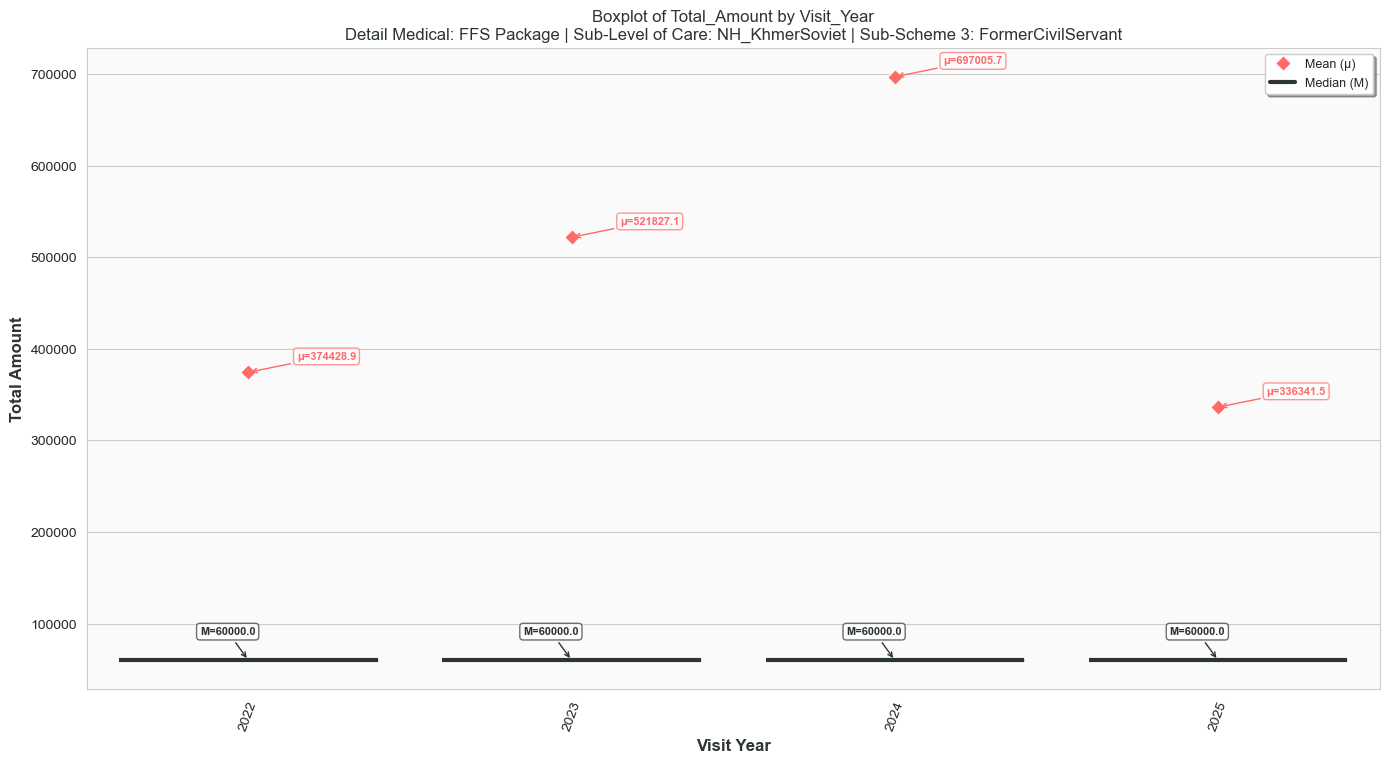 Boxplot of Total_Amount by Visit_Year
Detail Medical: FFS Package | Sub-Level of Care: NH_KhmerSoviet | Sub-Scheme 3: FormerCivilServant
Mean (μ)
Median (M)
Total Amount
700000
600000
500000
400000
300000
200000
100000
μ=374428.9
μ=521827.1
μ=697005.7
μ=336341.5
M=60000.0
M=60000.0
M=60000.0
M=60000.0
2022
2023
2024
2025
Visit Year